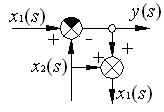 x₁(s)
y(s)
+
-
+
x₂(s)
+
+
x₁(s)